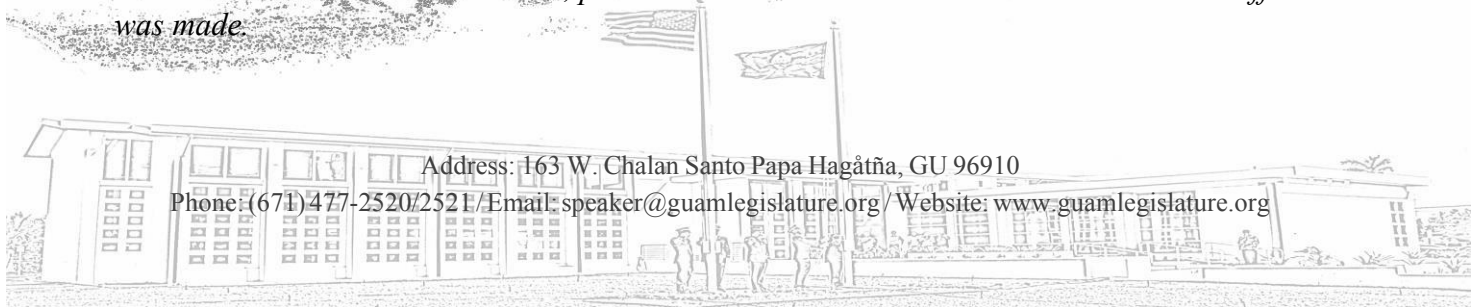 was made.
Address: 163 W. Chalan Santo Papa Hagåtña, GU 96910
Phone: (671) 477-2520/2521 / Email: speaker@guamlegislature.org / Website: www.guamlegislature.org